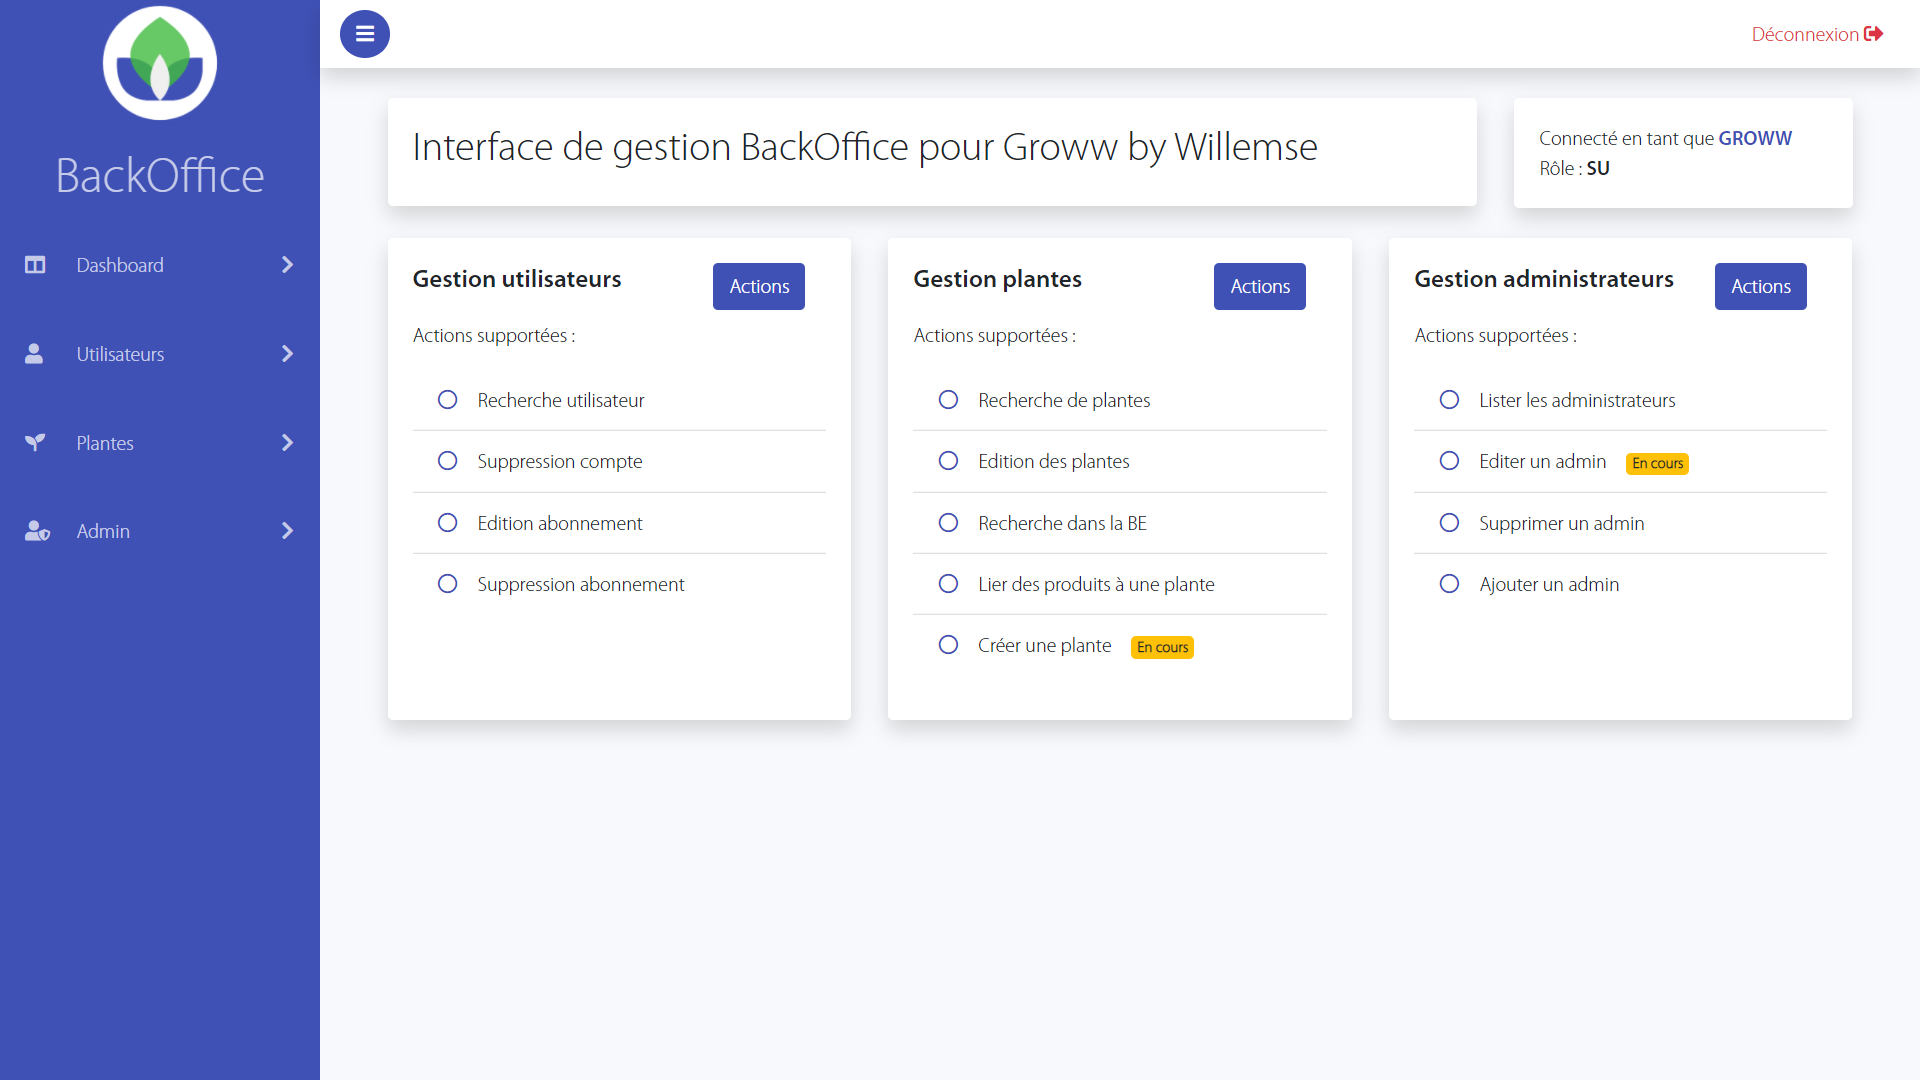 BackOffice
Dashboard
Utilisateurs
Plantes
Admin
Déconnexion
Interface de gestion BackOffice pour Groww by Willemse
Connecté en tant que GROWW
Rôle : SU
Gestion utilisateurs
Actions
Actions supportées :
Recherche utilisateur
Suppression compte
Edition abonnement
Suppression abonnement
Gestion plantes
Actions
Actions supportées :
Recherche de plantes
Edition des plantes
Recherche dans la BE
Lier des produits à une plante
Créer une plante En cours
Gestion administrateurs
Actions
Actions supportées :
Lister les administrateurs
Editer un admin En cours
Supprimer un admin
Ajouter un admin